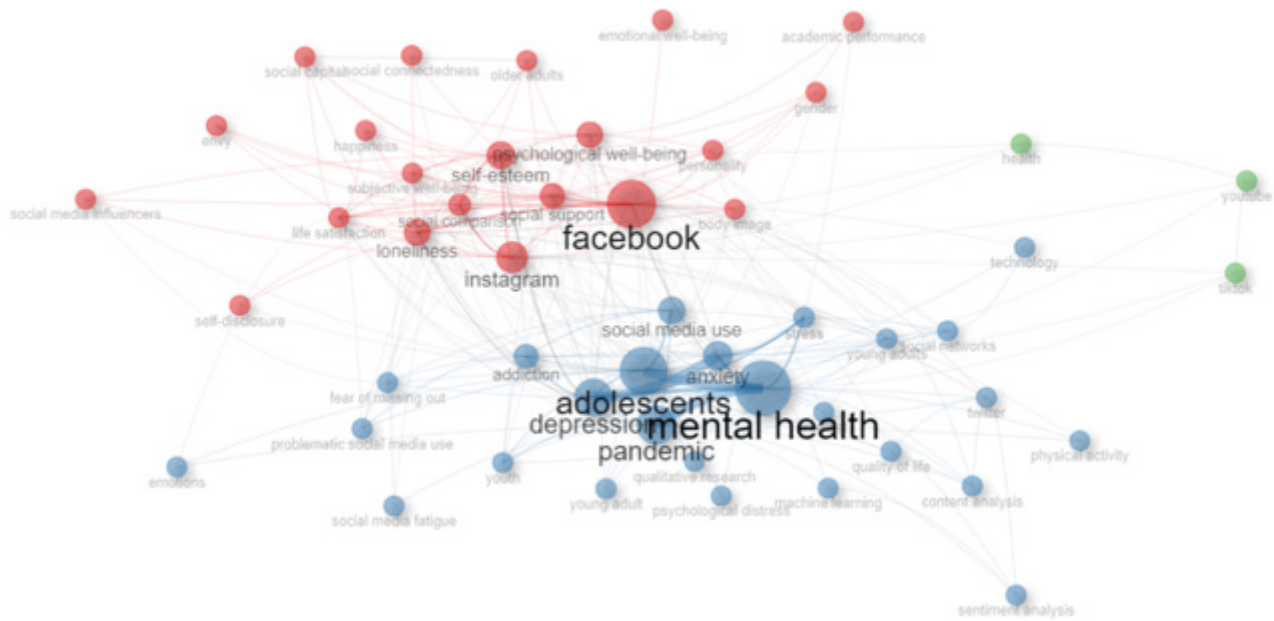 emotional well-being
academic performance
social capital
social connectedness
older adults
gender
envy
happiness
psychological well-being
personality
health
self-esteem
subjective well-being
youtube
social media influencers
life satisfaction
social comparison
social support
body image
facebook
loneliness
technology
instagram
tiktok
self-disclosure
social media use
stress
young adults
social networks
addiction
anxiety
fear of missing out
adolescents
twitter
depression
mental health
problematic social media use
pandemic
physical activity
quality of life
emotions
youth
qualitative research
young adult
psychological distress
machine learning
content analysis
social media fatigue
sentiment analysis